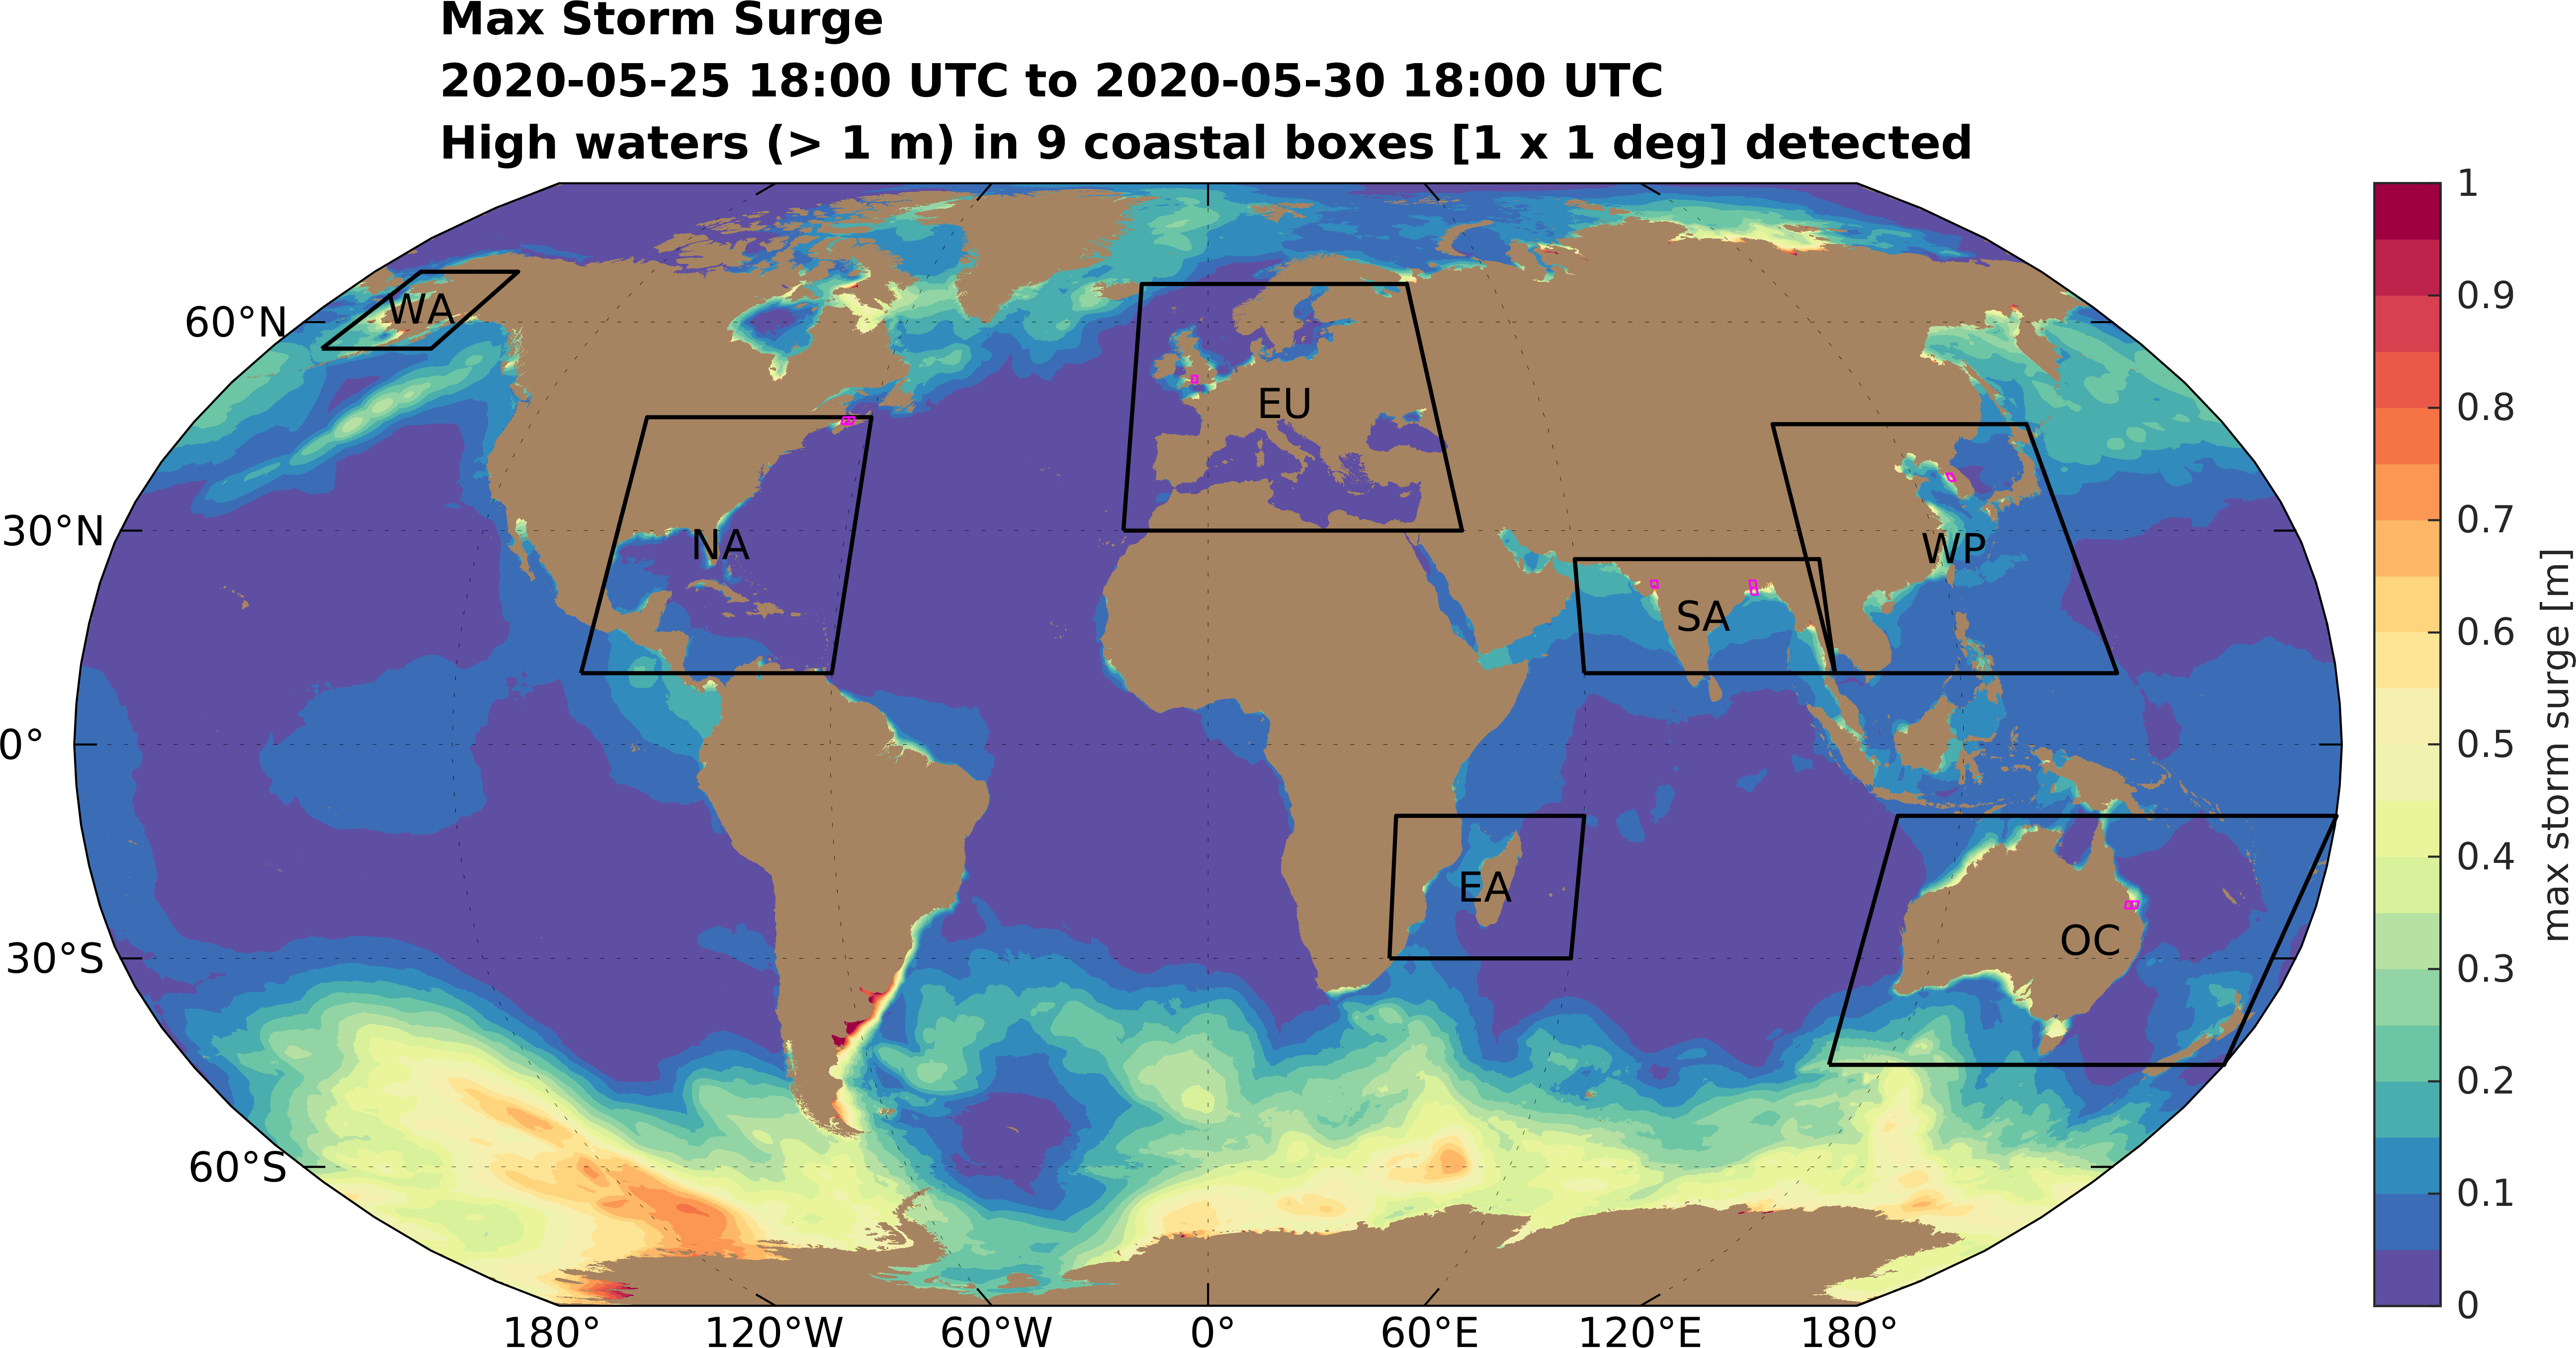 Max Storm Surge
2020-05-25 18:00 UTC to 2020-05-30 18:00 UTC
High waters (> 1 m) in 9 coastal boxes [1 x 1 deg] detected
60°N
30°N
0°
30°S
60°S
WA
NA
EU
SA
WP
EA
OC
180°
120°W
60°W
0°
60°E
120°E
180°
1
0.9
0.8
0.7
0.6
0.5
0.4
0.3
0.2
0.1
0
max storm surge [m]